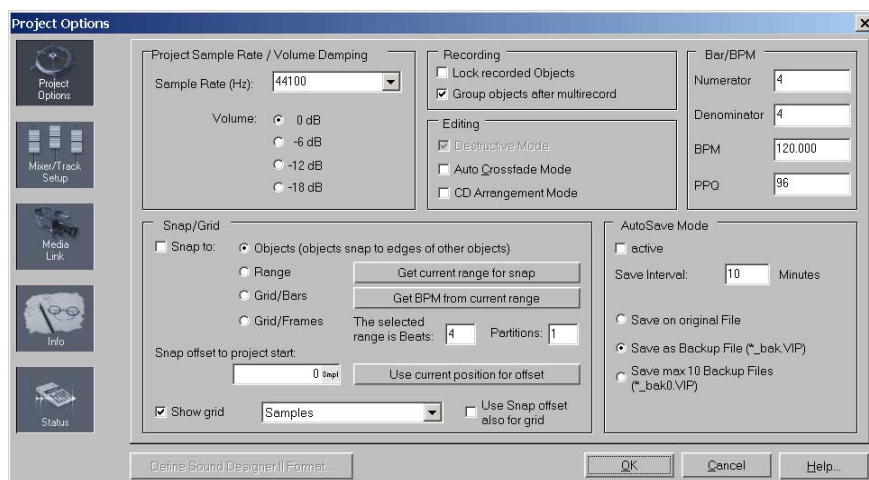 Project Options
Project
Options
Mixer/Track
Setup
Media
Link
Info
Status
Project Sample Rate / Volume Damping
Sample Rate (Hz): 44100
Volume: 0 dB
-6 dB
-12 dB
-18 dB
Recording
Lock recorded Objects
Group objects after multirecord
Editing
Destructive Mode
Auto Crossfade Mode
CD Arrangement Mode
Bar/BPM
Numerator 4
Denominator 4
BPM 120.000
PPQ 96
Snap/Grid
Snap to: Objects (objects snap to edges of other objects)
Range Get current range for snap
Grid/Bars Get BPM from current range
Grid/Frames The selected
range is Beats: 4 Partitions: 1
Snap offset to project start:
0 Smpl Use current position for offset
Show grid Samples Use Snap offset
also for grid
AutoSave Mode
active
Save Interval: 10 Minutes
Save on original File
Save as Backup File (*_bak.VIP)
Save max 10 Backup Files
(*_bak0.VIP)
Define Sound Designer II Format...
OK Cancel Help...